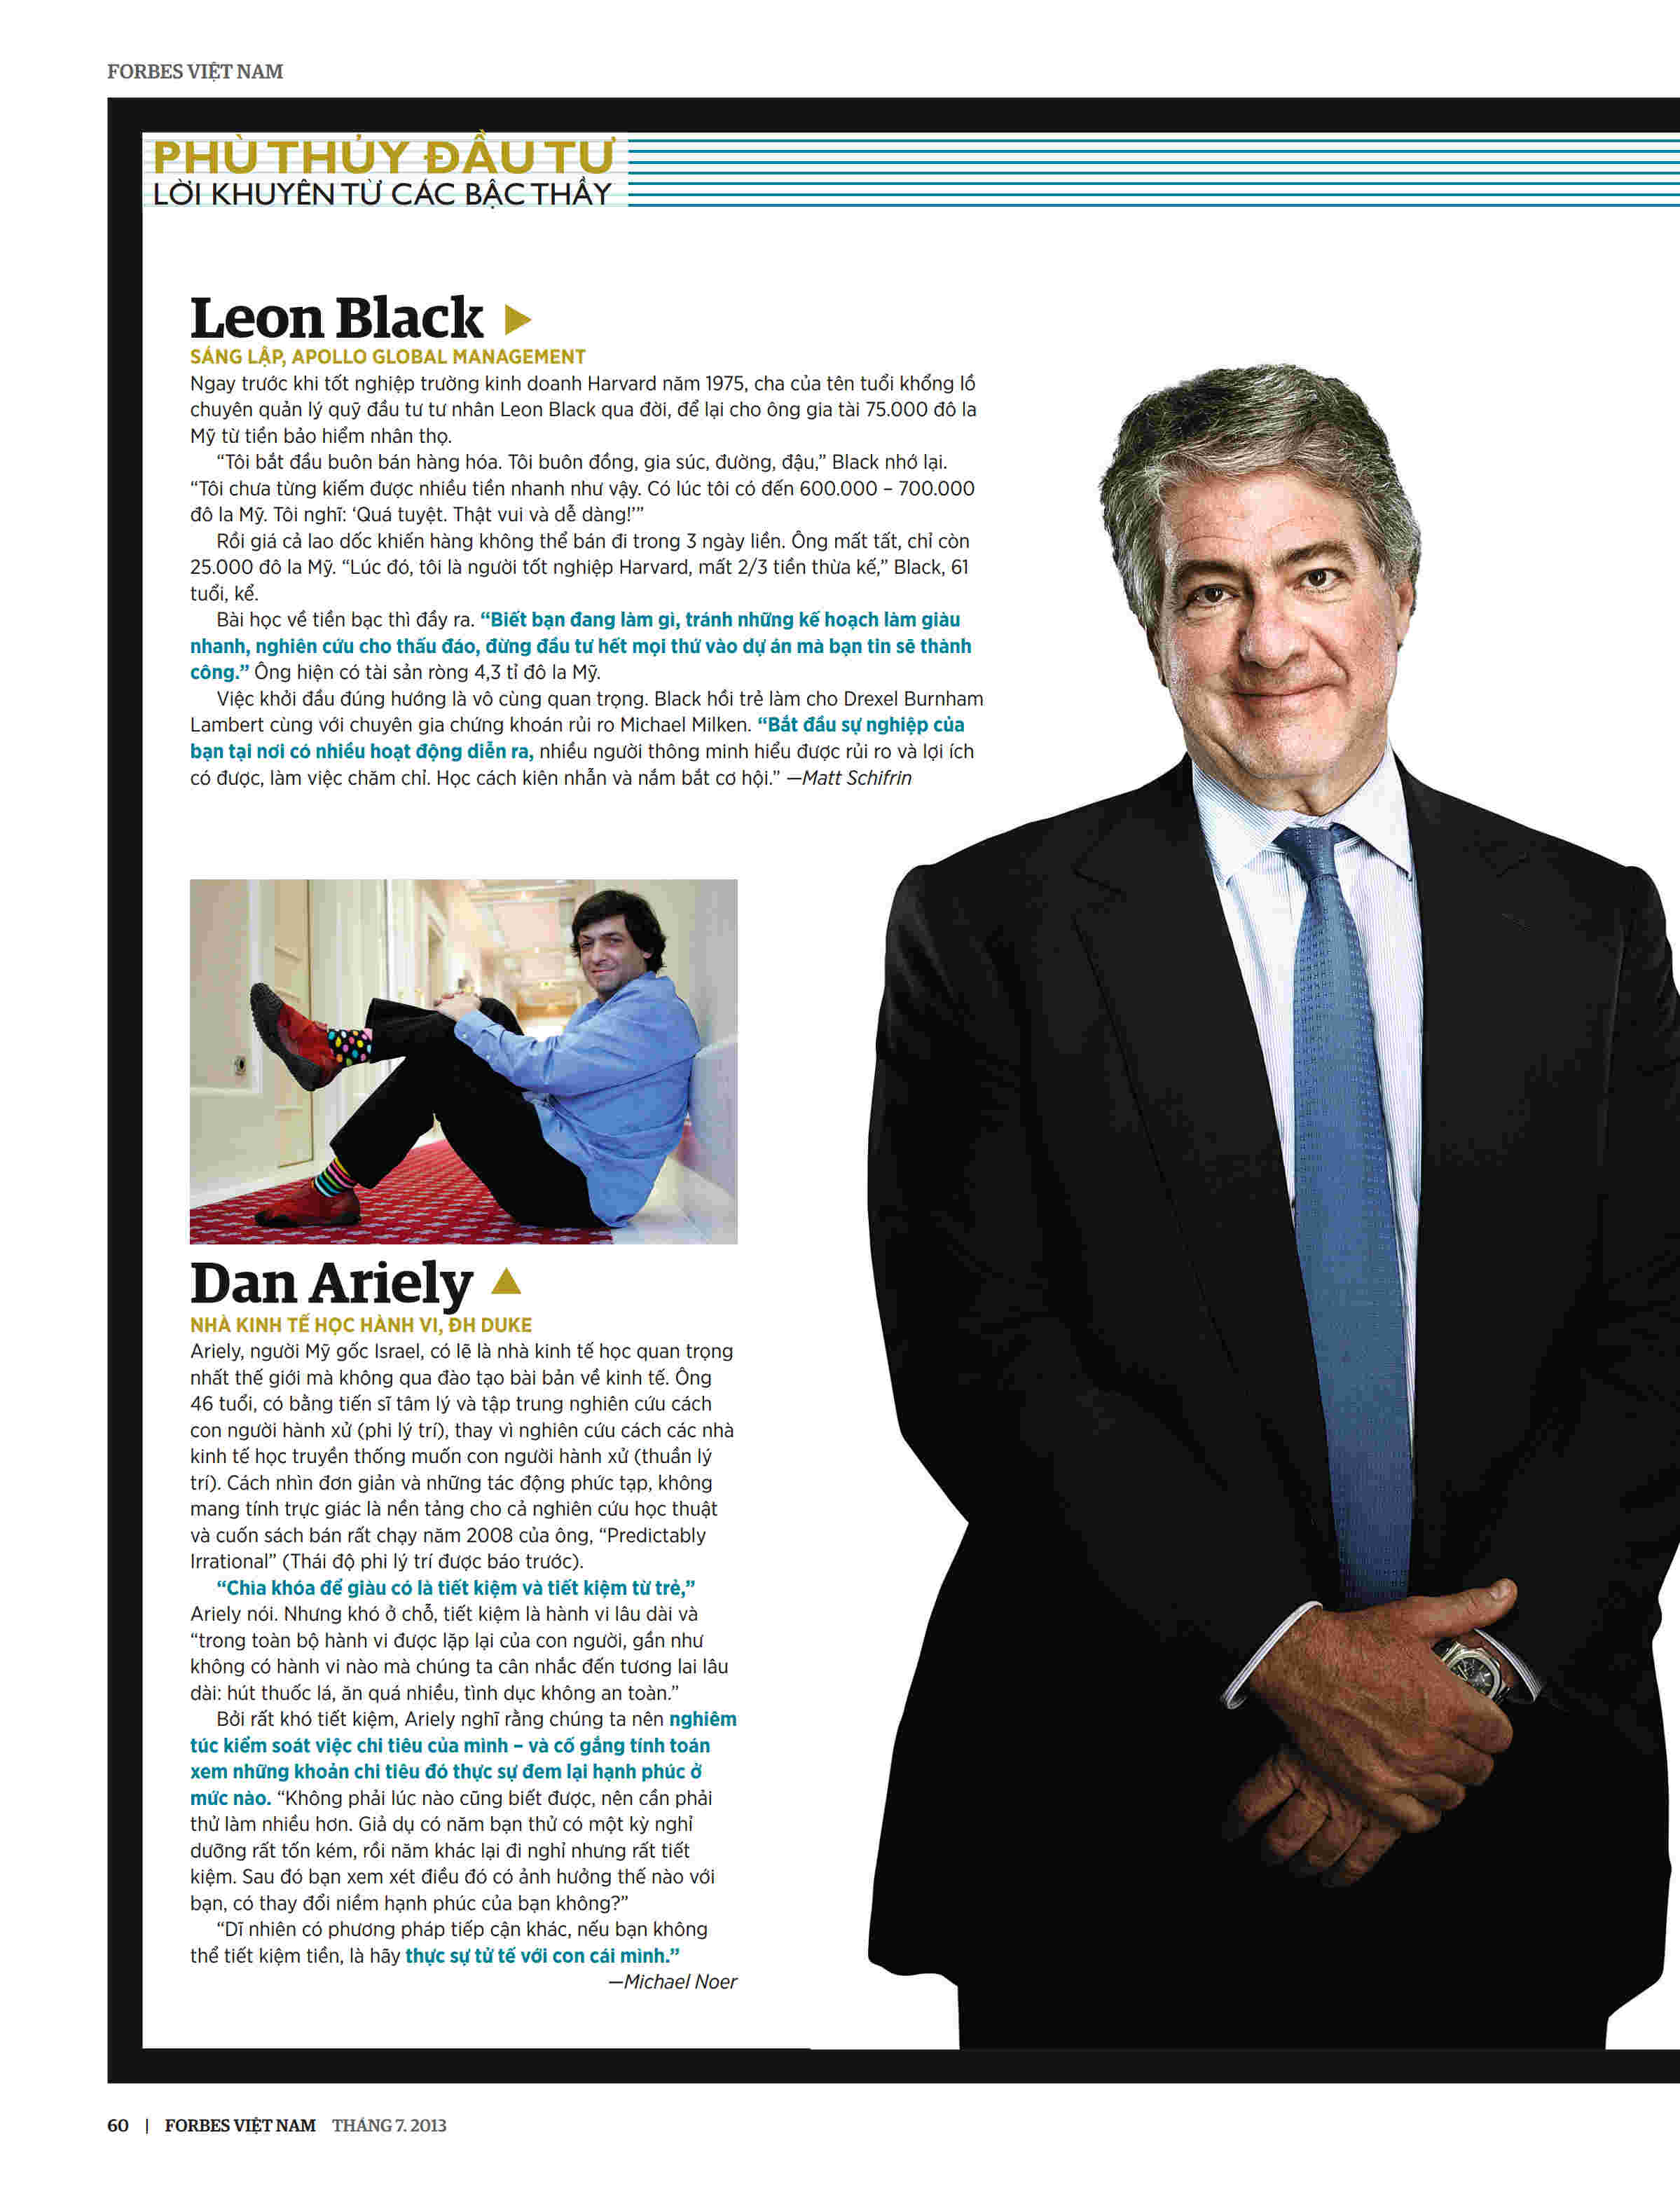 FORBES VIỆT NAM
PHÙ THỦY ĐẦU TƯ
LỜI KHUYÊN TỪ CÁC BẬC THẦY
Leon Black
SÁNG LẬP, APOLLO GLOBAL MANAGEMENT
Ngay trước khi tốt nghiệp trường kinh doanh Harvard năm 1975, cha của tên tuổi khổng lồ
chuyên quản lý quỹ đầu tư tư nhân Leon Black qua đời, để lại cho ông gia tài 75.000 đô la
Mỹ từ tiền bảo hiểm nhân thọ.
“Tôi bắt đầu buôn bán hàng hóa. Tôi buôn đồng, gia súc, đường, đậu,” Black nhớ lại.
“Tôi chưa từng kiếm được nhiều tiền nhanh như vậy. Có lúc tôi có đến 600.000 – 700.000
đô la Mỹ. Tôi nghĩ: ‘Quá tuyệt. Thật vui và dễ dàng!’”
Rồi giá cả lao dốc khiến hàng không thể bán đi trong 3 ngày liền. Ông mất tất, chỉ còn
25.000 đô la Mỹ. “Lúc đó, tôi là người tốt nghiệp Harvard, mất 2/3 tiền thừa kế,” Black, 61
tuổi, kể.
Bài học về tiền bạc thì đầy ra. “Biết bạn đang làm gì, tránh những kế hoạch làm giàu
nhanh, nghiên cứu cho thấu đáo, đừng đầu tư hết mọi thứ vào dự án mà bạn tin sẽ thành
công.” Ông hiện có tài sản ròng 4,3 tỉ đô la Mỹ.
Việc khởi đầu đúng hướng là vô cùng quan trọng. Black hồi trẻ làm cho Drexel Burnham
Lambert cùng với chuyên gia chứng khoán rủi ro Michael Milken. “Bắt đầu sự nghiệp của
bạn tại nơi có nhiều hoạt động diễn ra, nhiều người thông minh hiểu được rủi ro và lợi ích
có được, làm việc chăm chỉ. Học cách kiên nhẫn và nắm bắt cơ hội.” —Matt Schifrin
Dan Ariely
NHÀ KINH TẾ HỌC HÀNH VI, ĐH DUKE
Ariely, người Mỹ gốc Israel, có lẽ là nhà kinh tế học quan trọng
nhất thế giới mà không qua đào tạo bài bản về kinh tế. Ông
46 tuổi, có bằng tiến sĩ tâm lý và tập trung nghiên cứu cách
con người hành xử (phi lý trí), thay vì nghiên cứu cách các nhà
kinh tế học truyền thống muốn con người hành xử (thuần lý
trí). Cách nhìn đơn giản và những tác động phức tạp, không
mang tính trực giác là nền tảng cho cả nghiên cứu học thuật
và cuốn sách bán rất chạy năm 2008 của ông, “Predictably
Irrational” (Thái độ phi lý trí được báo trước).
“Chìa khóa để giàu có là tiết kiệm và tiết kiệm từ trẻ,”
Ariely nói. Nhưng khó ở chỗ, tiết kiệm là hành vi lâu dài và
“trong toàn bộ hành vi được lặp lại của con người, gần như
không có hành vi nào mà chúng ta cân nhắc đến tương lai lâu
dài: hút thuốc lá, ăn quá nhiều, tình dục không an toàn.”
Bởi rất khó tiết kiệm, Ariely nghĩ rằng chúng ta nên nghiêm
túc kiểm soát việc chi tiêu của mình – và cố gắng tính toán
xem những khoản chi tiêu đó thực sự đem lại hạnh phúc ở
mức nào. “Không phải lúc nào cũng biết được, nên cần phải
thử làm nhiều hơn. Giả dụ có năm bạn thử có một kỳ nghỉ
dưỡng rất tốn kém, rồi năm khác lại đi nghỉ nhưng rất tiết
kiệm. Sau đó bạn xem xét điều đó có ảnh hưởng thế nào với
bạn, có thay đổi niềm hạnh phúc của bạn không?”
“Dĩ nhiên có phương pháp tiếp cận khác, nếu bạn không
thể tiết kiệm tiền, là hãy thực sự tử tế với con cái mình.”
—Michael Noer
60 | FORBES VIỆT NAM THÁNG 7. 2013